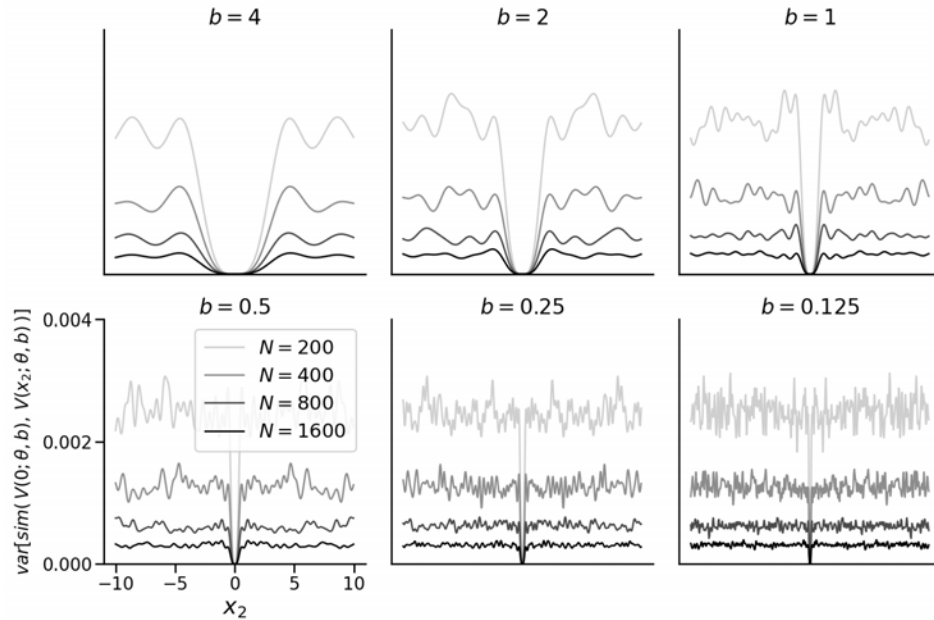 b = 4
b = 2
b = 1
b = 0.5
b = 0.25
b = 0.125
var[sim( V(0; θ, b), V(x₂; θ, b) )]
0.004
0.002
0.000
N = 200
N = 400
N = 800
N = 1600
−10 −5 0 5 10
x₂